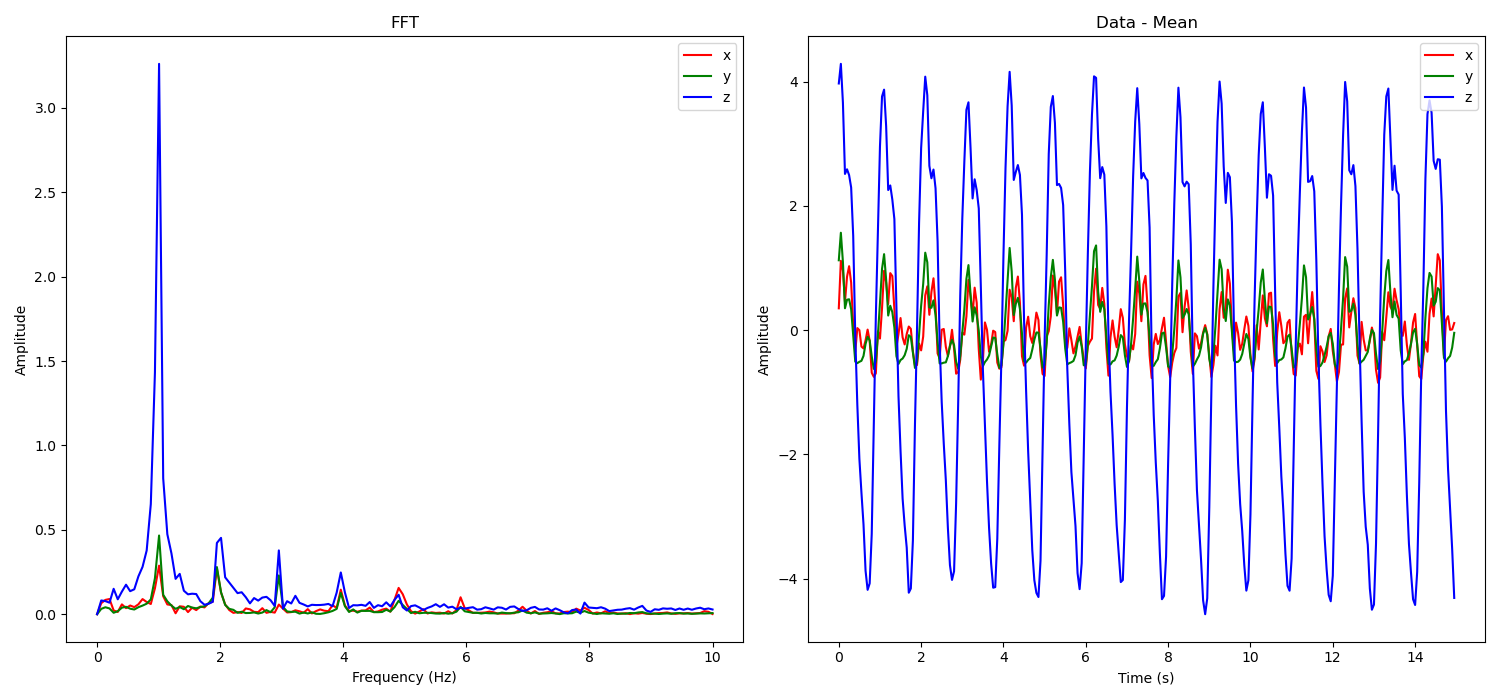 FFT
Amplitude
3.0
2.5
2.0
1.5
1.0
0.5
0.0
x
y
z
0 2 4 6 8 10
Frequency (Hz)
Data - Mean
Amplitude
4
2
0
−2
−4
x
y
z
0 2 4 6 8 10 12 14
Time (s)